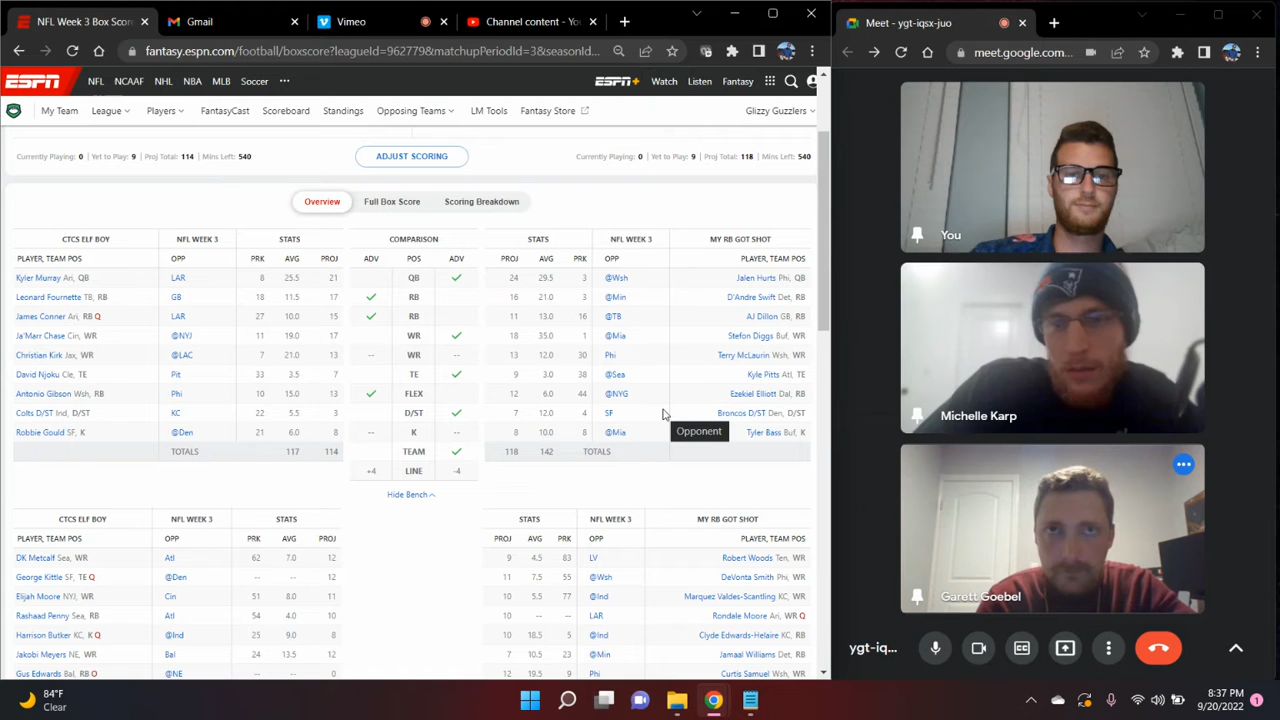 NFL Week 3 Box Sc
Gmail
Vimeo
Channel content - Yo
Meet - ygt-iqsx-juo
fantasy.espn.com/football/boxscore?leagueId=962779&matchupPeriodId=3&seasonId
meet.google.com...
ESPN NFL NCAAF NHL NBA MLB Soccer ... ESPN+ Watch Listen Fantasy
My Team League Players FantasyCast Scoreboard Standings Opposing Teams LM Tools Fantasy Store Glizzy Guzzlers
Currently Playing: 0 Yet to Play: 9 Proj Total: 114 Mins Left: 540
ADJUST SCORING
Currently Playing: 0 Yet to Play: 9 Proj Total: 118 Mins Left: 540
Overview Full Box Score Scoring Breakdown
CTCS ELF BOY NFL WEEK 3 STATS COMPARISON STATS NFL WEEK 3 MY RB GOT SHOT
PLAYER, TEAM POS OPP PRK AVG PROJ ADV POS ADV PROJ AVG PRK OPP PLAYER, TEAM POS
Kyler Murray Ari, QB LAR 8 25.5 21 QB 24 29.5 3 @Wsh Jalen Hurts Phi, QB
Leonard Fournette TB, RB GB 18 11.5 17 RB 16 21.0 3 @Min D'Andre Swift Det, RB
James Conner Ari, RB Q LAR 27 10.0 15 RB 11 13.0 16 @TB AJ Dillon GB, RB
Ja'Marr Chase Cin, WR @NYJ 11 19.0 17 WR 18 35.0 1 @Mia Stefon Diggs Buf, WR
Christian Kirk Jax, WR @LAC 7 21.0 13 -- WR -- 13 12.0 30 Phi Terry McLaurin Wsh, WR
David Njoku Cle, TE Pit 33 3.5 7 TE 9 3.0 38 @Sea Kyle Pitts Atl, TE
Antonio Gibson Wsh, RB Phi 10 15.0 13 FLEX 12 6.0 44 @NYG Ezekiel Elliott Dal, RB
Colts D/ST Ind, D/ST KC 22 5.5 3 D/ST 7 12.0 4 SF Broncos D/ST Den, D/ST
Robbie Gould SF, K @Den 21 6.0 8 -- K -- 8 10.0 8 @Mia Tyler Bass Buf, K
Opponent
TOTALS 117 114 TEAM 118 142 TOTALS
+4 LINE -4
Hide Bench
CTCS ELF BOY NFL WEEK 3 STATS STATS NFL WEEK 3 MY RB GOT SHOT
PLAYER, TEAM POS OPP PRK AVG PROJ PROJ AVG PRK OPP PLAYER, TEAM POS
DK Metcalf Sea, WR Atl 62 7.0 12 9 4.5 83 LV Robert Woods Ten, WR
George Kittle SF, TE Q @Den -- -- 12 11 7.5 55 @Wsh DeVonta Smith Phi, WR
Elijah Moore NYJ, WR Cin 51 8.0 11 10 5.5 77 @Ind Marquez Valdes-Scantling KC, WR
Rashaad Penny Sea, RB Atl 54 4.0 10 10 -- -- LAR Rondale Moore Ari, WR Q
Harrison Butker KC, K Q @Ind 25 9.0 8 10 18.5 5 @Ind Clyde Edwards-Helaire KC, RB
Jakobi Meyers NE, WR Bal 24 13.5 12 7 10.5 23 @Min Jamaal Williams Det, RB
Gus Edwards Bal, RB O @NE -- -- 0 12 19.5 9 Phi Curtis Samuel Wsh, WR
You
Michelle Karp
Garett Goebel
ygt-iq...
84°F
Clear
8:37 PM
9/20/2022
1